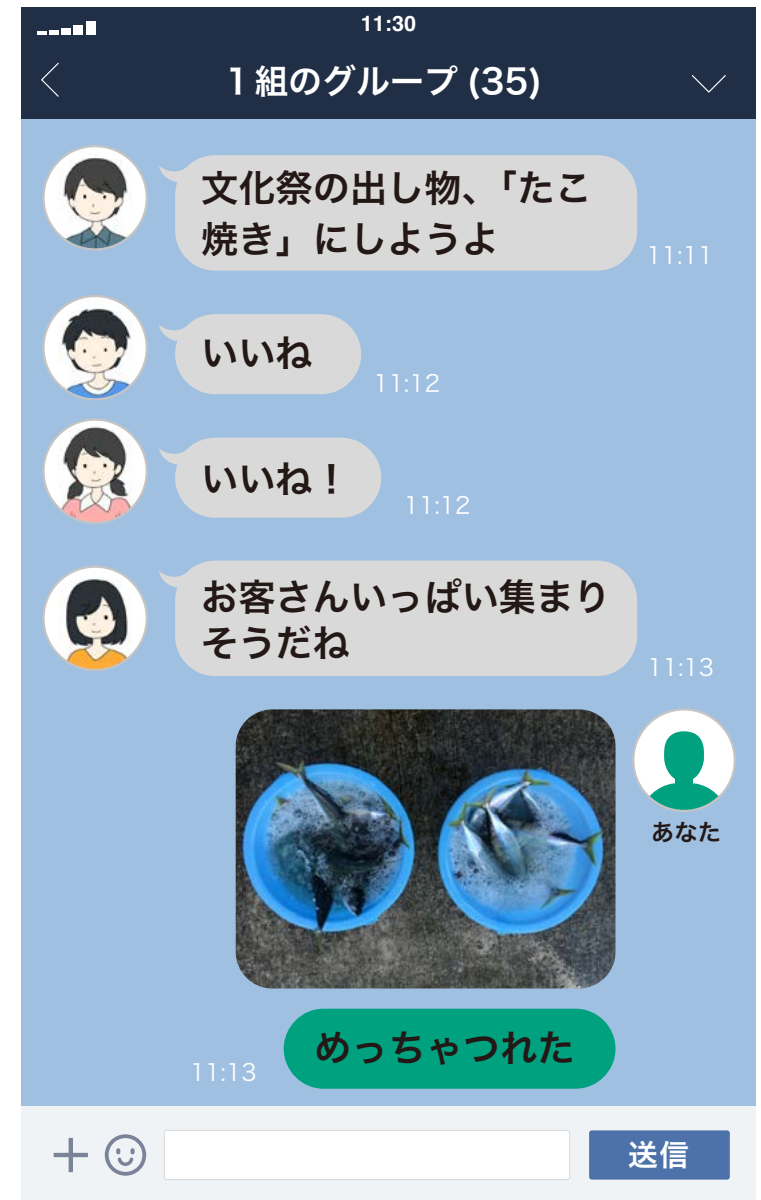 11:30
1組のグループ (35)
文化祭の出し物、「たこ
焼き」にしようよ
11:11
いいね
11:12
いいね！
11:12
お客さんいっぱい集まり
そうだね
11:13
あなた
めっちゃつれた
11:13
送信